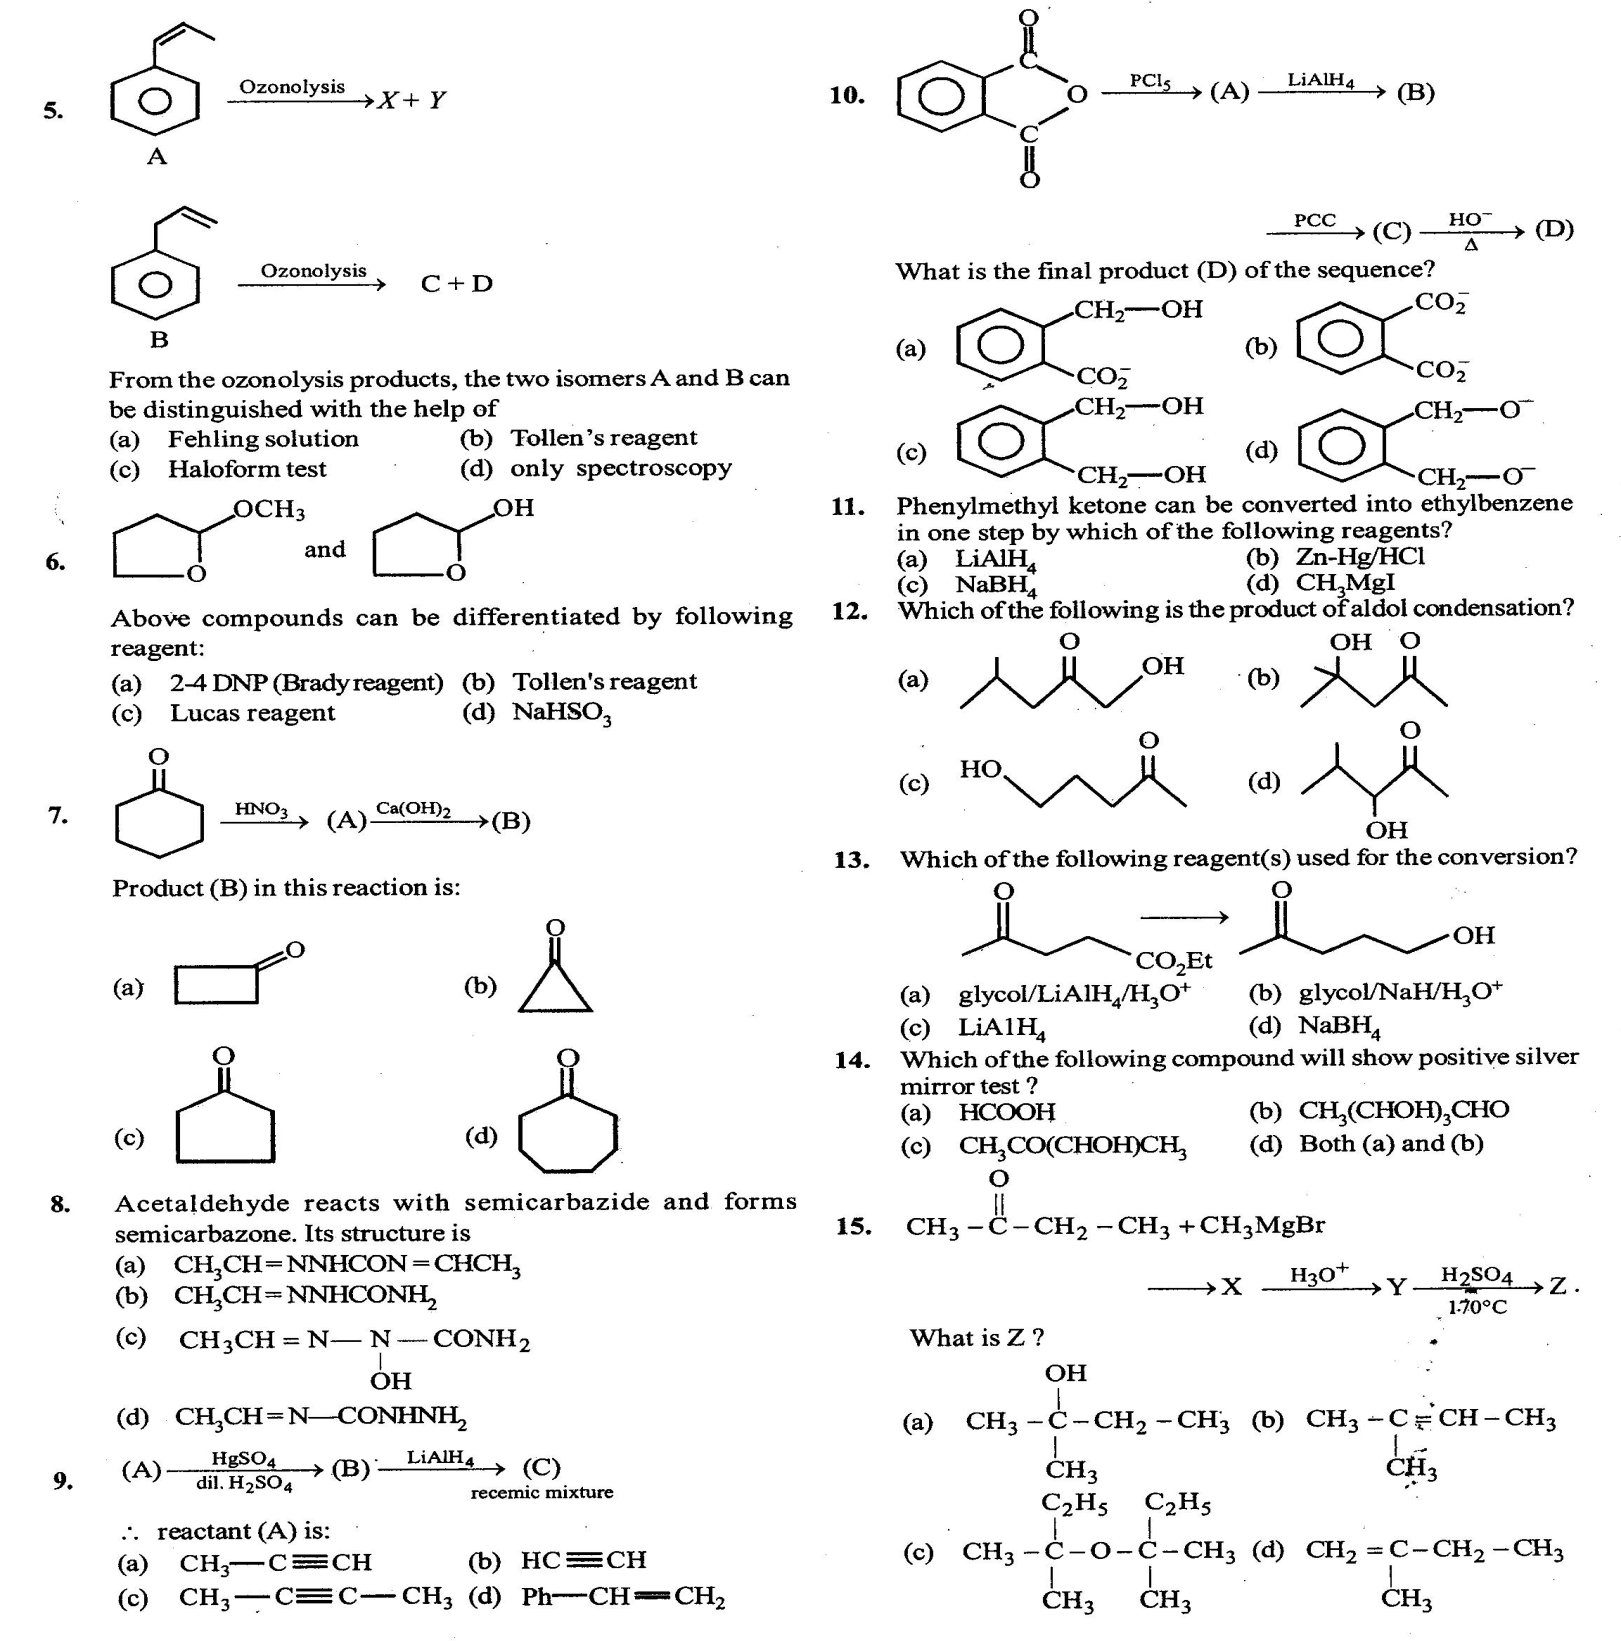 5.
Ozonolysis
X + Y
A
Ozonolysis
C + D
B
From the ozonolysis products, the two isomers A and B can
be distinguished with the help of
(a) Fehling solution (b) Tollen's reagent
(c) Haloform test (d) only spectroscopy
6.
OCH3 and OH
O O
Above compounds can be differentiated by following
reagent:
(a) 2-4 DNP (Brady reagent) (b) Tollen's reagent
(c) Lucas reagent (d) NaHSO3
7.
O
HNO3 → (A) Ca(OH)2 → (B)
Product (B) in this reaction is:
(a) O (b) O
(c) O (d) O
8. Acetaldehyde reacts with semicarbazide and forms
semicarbazone. Its structure is
(a) CH3CH=NNHCON=CHCH3
(b) CH3CH=NNHCONH2
(c) CH3CH = N— N — CONH2
OH
(d) CH3CH=N—CONHNH2
9. (A) HgSO4 / dil. H2SO4 → (B) LiAlH4 → (C)
recemic mixture
∴ reactant (A) is:
(a) CH3—C≡CH (b) HC≡CH
(c) CH3—C≡C—CH3 (d) Ph—CH=CH2
10.
O
C
O PCl5 → (A) LiAlH4 → (B)
C
O
PCC → (C) HO− / Δ → (D)
What is the final product (D) of the sequence?
(a) CH2—OH CO2− (b) CO2− CO2−
(c) CH2—OH CH2—OH (d) CH2—O− CH2—O−
11. Phenylmethyl ketone can be converted into ethylbenzene
in one step by which of the following reagents?
(a) LiAlH4 (b) Zn-Hg/HCl
(c) NaBH4 (d) CH3MgI
12. Which of the following is the product of aldol condensation?
(a) O OH (b) OH O
(c) HO O (d) O OH
13. Which of the following reagent(s) used for the conversion?
O CO2Et → O OH
(a) glycol/LiAlH4/H3O+ (b) glycol/NaH/H3O+
(c) LiAlH4 (d) NaBH4
14. Which of the following compound will show positive silver
mirror test ?
(a) HCOOH (b) CH3(CHOH)3CHO
(c) CH3CO(CHOH)CH3 (d) Both (a) and (b)
O
15. CH3 – C – CH2 – CH3 + CH3MgBr
→ X H3O+ → Y H2SO4 / 170°C → Z .
What is Z ?
OH
(a) CH3 – C – CH2 – CH3 (b) CH3 – C = CH – CH3
CH3 CH3
C2H5 C2H5
(c) CH3 – C – O – C – CH3 (d) CH2 = C – CH2 – CH3
CH3 CH3 CH3